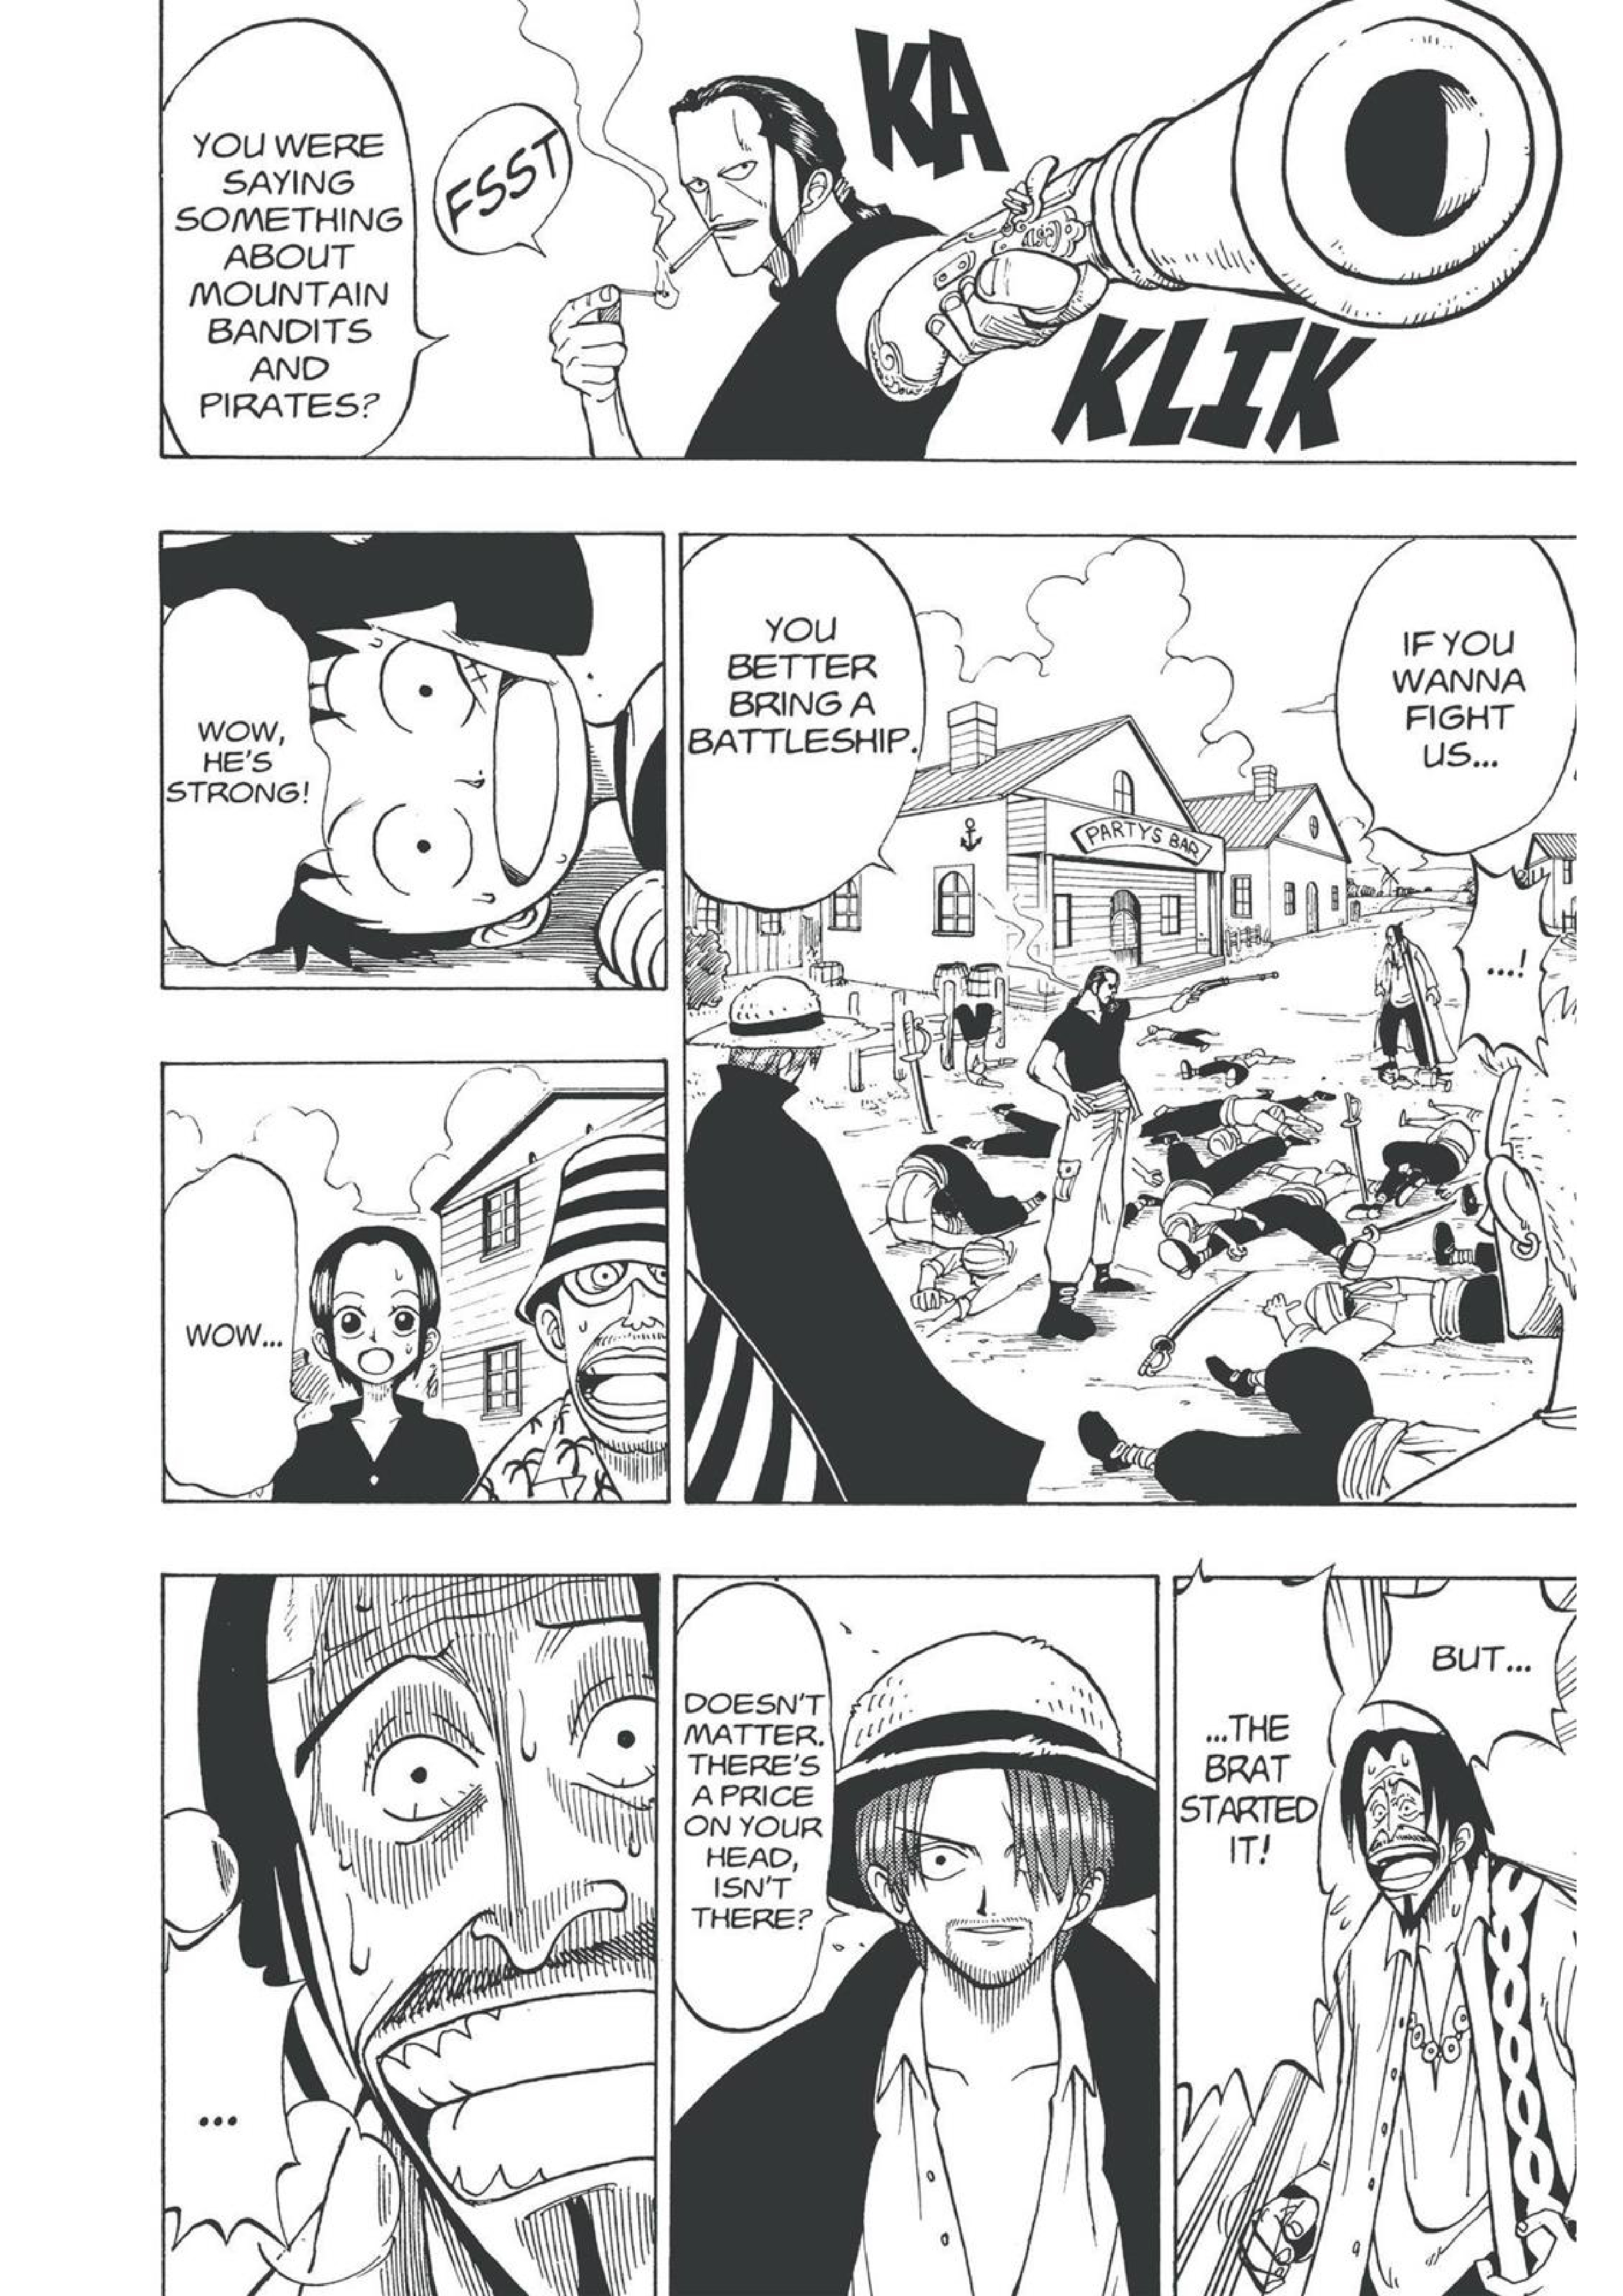 KA
KLIK
FSST
YOU WERE
SAYING
SOMETHING
ABOUT
MOUNTAIN
BANDITS
AND
PIRATES?
IF YOU
WANNA
FIGHT
US...
...!
YOU
BETTER
BRING A
BATTLESHIP.
PARTYS BAR
WOW,
HE'S
STRONG!
WOW...
BUT...
...THE
BRAT
STARTED
IT!
DOESN'T
MATTER.
THERE'S
A PRICE
ON YOUR
HEAD,
ISN'T
THERE?
...